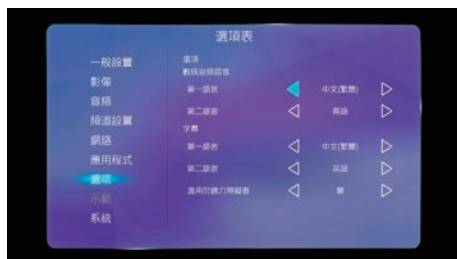 選項表
一般設置
影像
音頻
頻道設置
網絡
應用程式
選項
示範
系統
選項
數碼音頻語言
第一語言 中文(繁體)
第二語言 英語
字幕
第一語言 中文(繁體)
第二語言 英語
適用於聽力障礙者 關